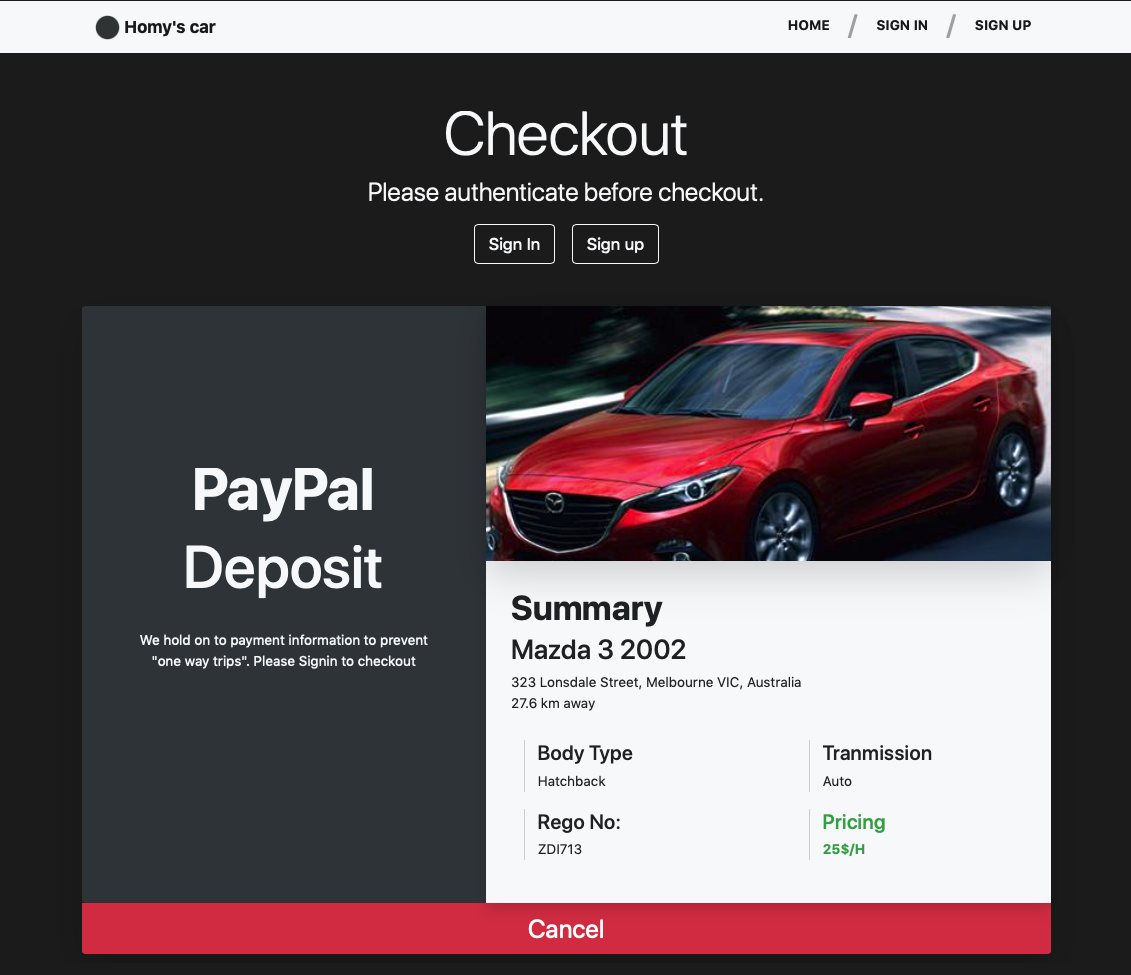 Homy's car
HOME / SIGN IN / SIGN UP
Checkout
Please authenticate before checkout.
Sign In
Sign up
PayPal
Deposit
We hold on to payment information to prevent
"one way trips". Please Signin to checkout
Summary
Mazda 3 2002
323 Lonsdale Street, Melbourne VIC, Australia
27.6 km away
Body Type
Hatchback
Tranmission
Auto
Rego No:
ZDI713
Pricing
25$/H
Cancel